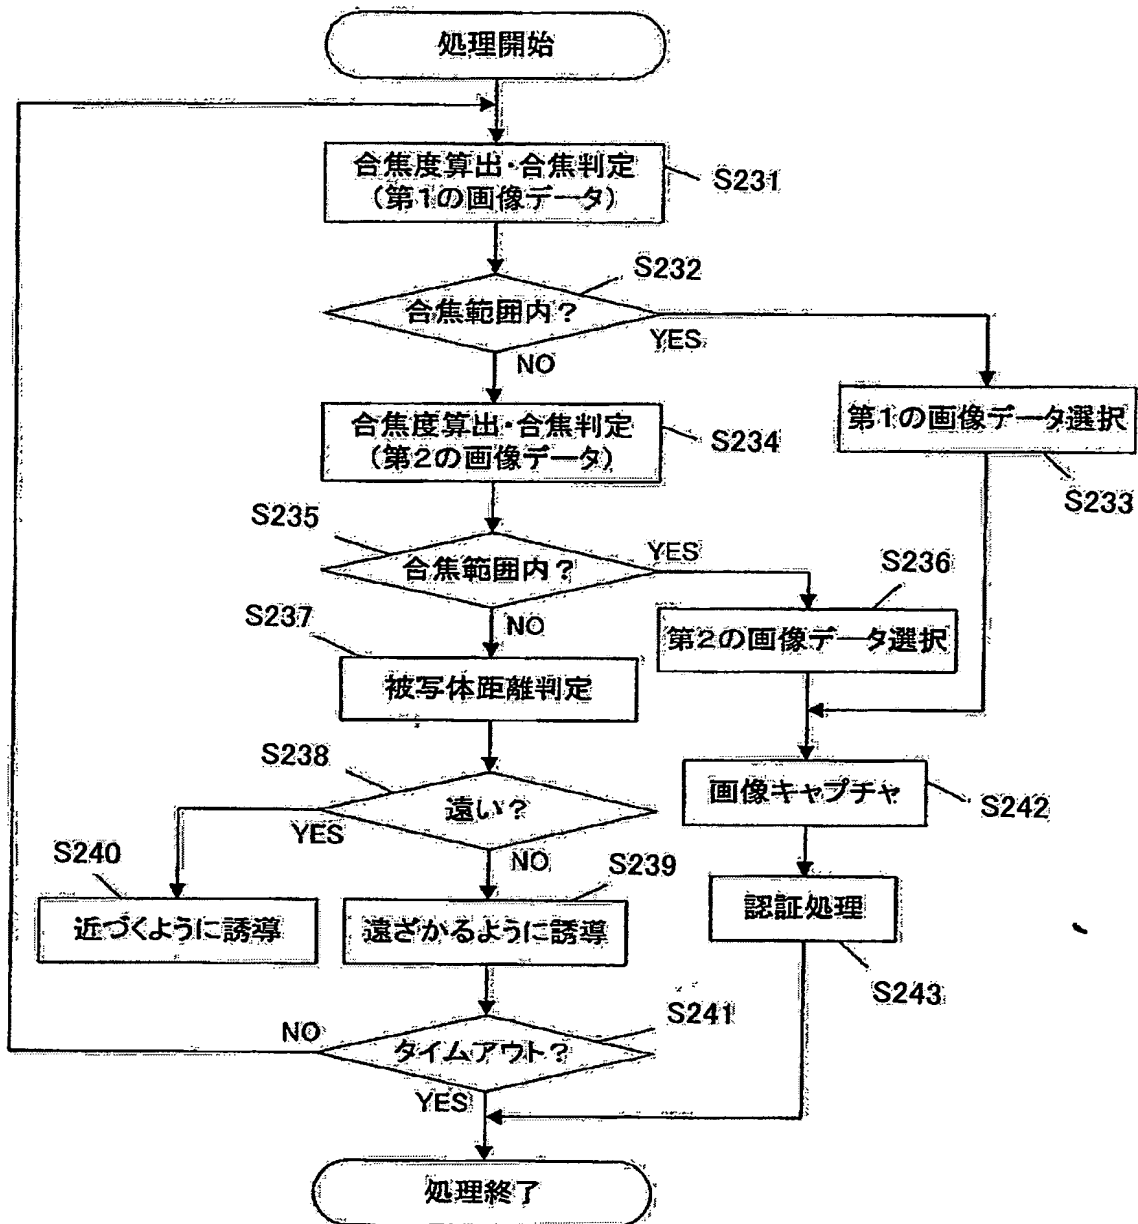 処理開始
合焦度算出・合焦判定
(第1の画像データ)
S231
S232
合焦範囲内?
YES
NO
合焦度算出・合焦判定
(第2の画像データ)
S234
第1の画像データ選択
S233
S235
合焦範囲内?
YES
NO
S236
第2の画像データ選択
S237
被写体距離判定
S238
遠い?
YES
NO
画像キャプチャ
S242
S240
近づくように誘導
S239
遠ざかるように誘導
認証処理
S243
S241
タイムアウト?
NO
YES
処理終了